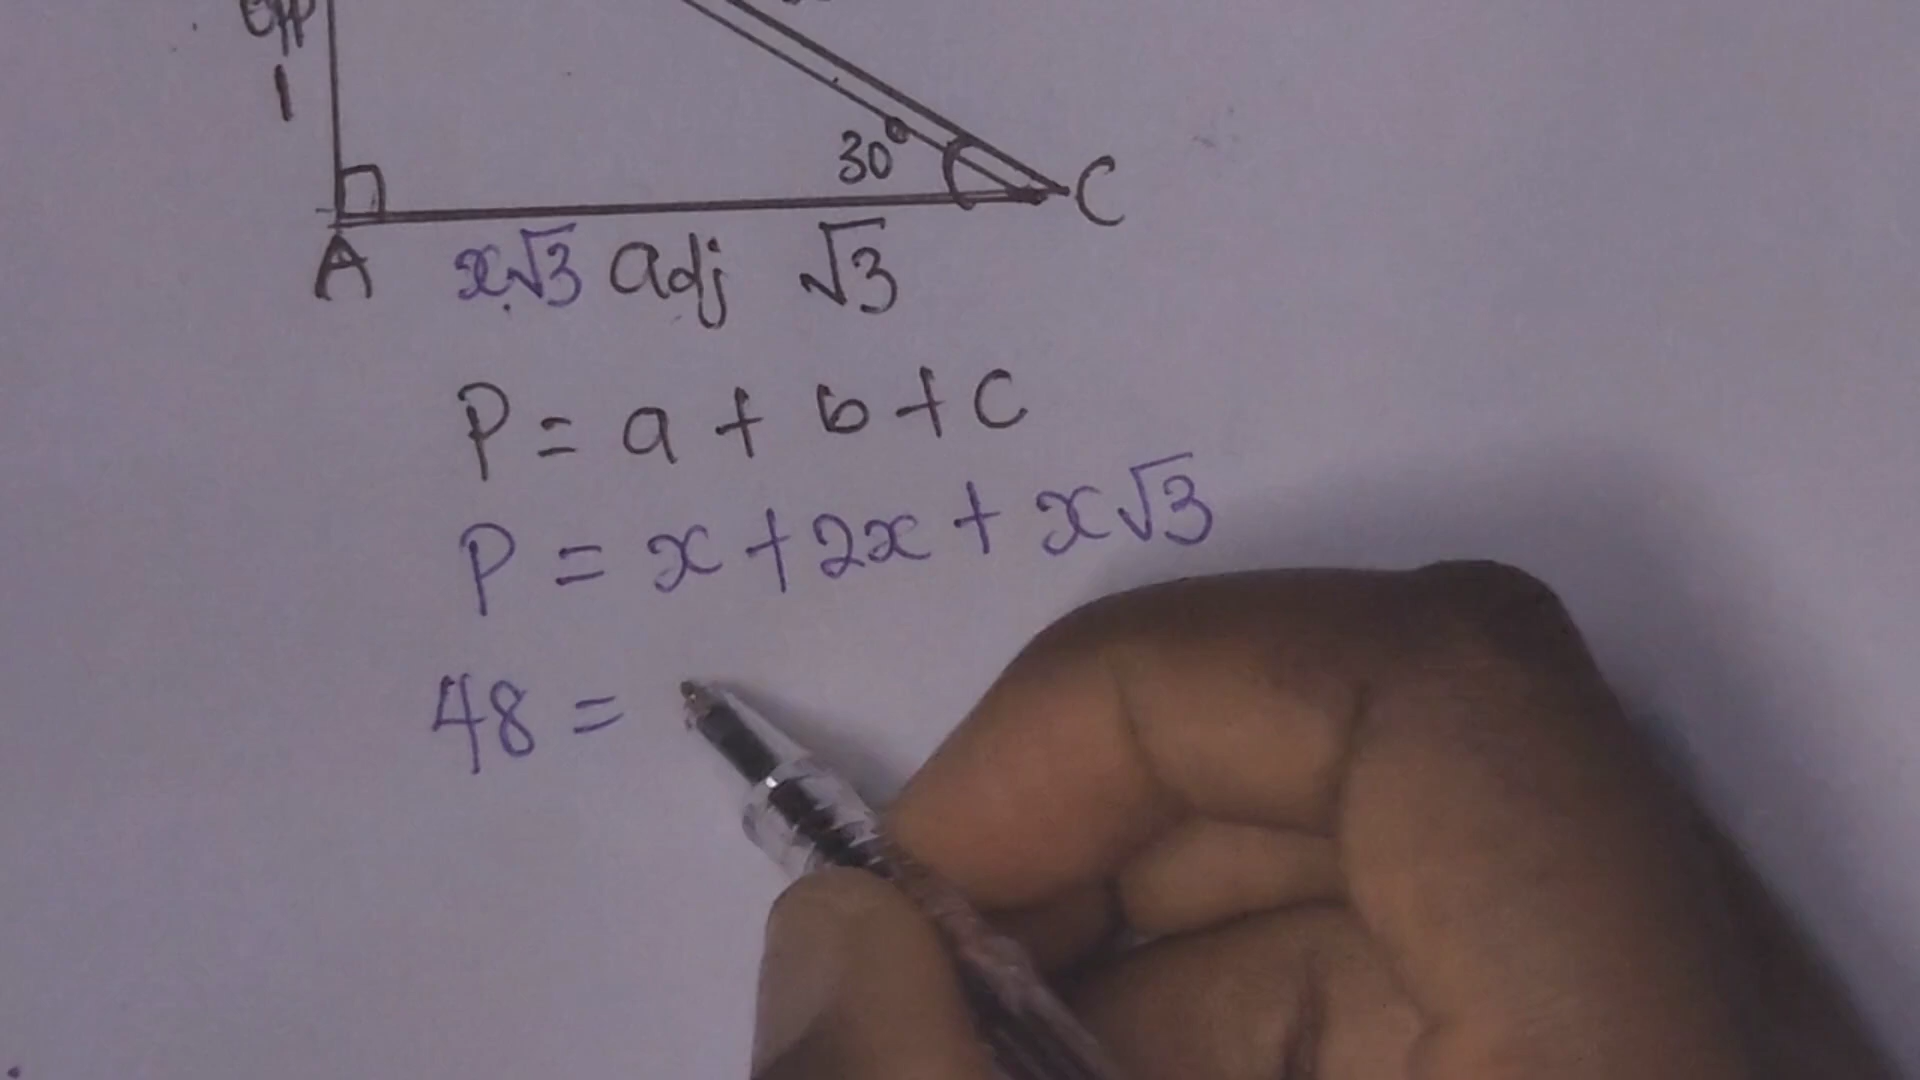 opp
1
30°
C
A x√3 adj √3
P = a + b + c
P = x + 2x + x√3
48 =